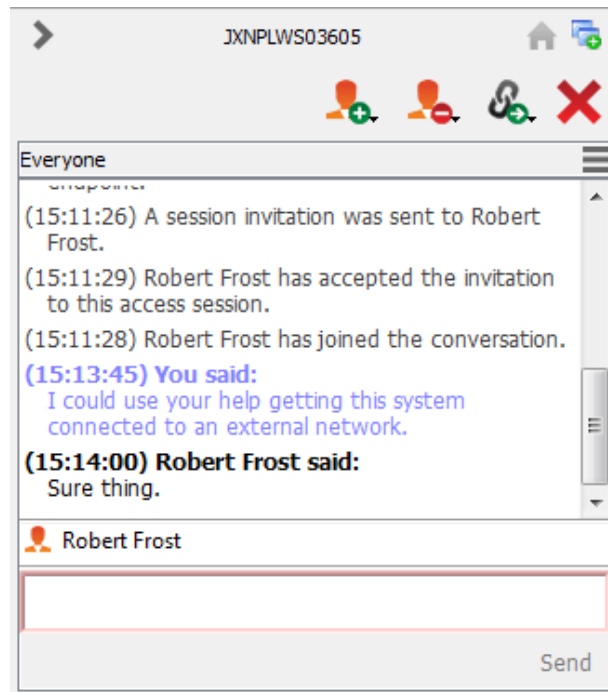 JXNPLWS03605
Everyone
endpoint.
(15:11:26) A session invitation was sent to Robert
Frost.
(15:11:29) Robert Frost has accepted the invitation
to this access session.
(15:11:28) Robert Frost has joined the conversation.
(15:13:45) You said:
I could use your help getting this system
connected to an external network.
(15:14:00) Robert Frost said:
Sure thing.
Robert Frost
Send